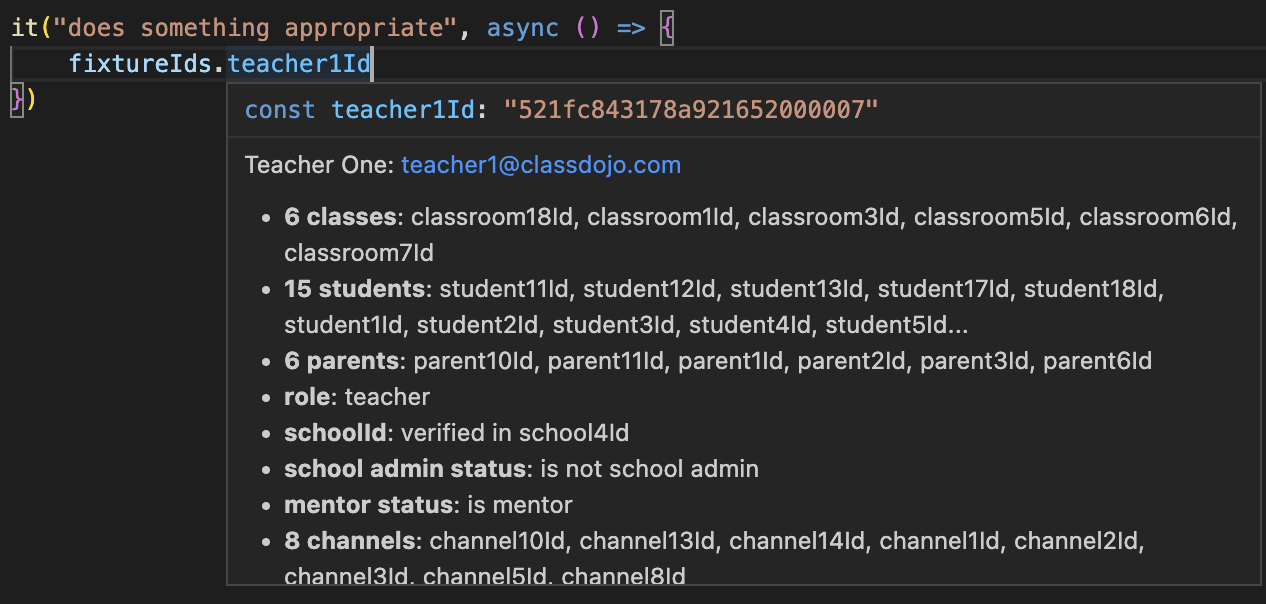 it("does something appropriate", async () => {
fixtureIds.teacher1Id
})
const teacher1Id: "521fc843178a921652000007"
Teacher One: teacher1@classdojo.com
• 6 classes: classroom18Id, classroom1Id, classroom3Id, classroom5Id, classroom6Id,
classroom7Id
• 15 students: student11Id, student12Id, student13Id, student17Id, student18Id,
student1Id, student2Id, student3Id, student4Id, student5Id...
• 6 parents: parent10Id, parent11Id, parent1Id, parent2Id, parent3Id, parent6Id
• role: teacher
• schoolId: verified in school4Id
• school admin status: is not school admin
• mentor status: is mentor
• 8 channels: channel10Id, channel13Id, channel14Id, channel1Id, channel2Id,
channel3Id, channel5Id, channel8Id